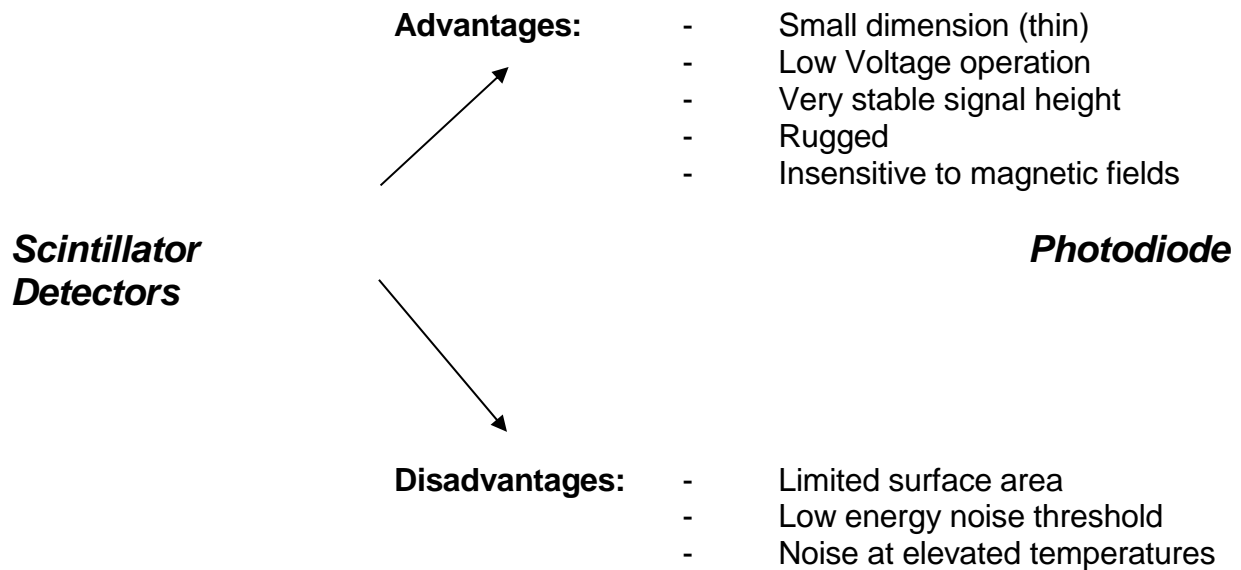 Advantages: - Small dimension (thin)
- Low Voltage operation
- Very stable signal height
- Rugged
- Insensitive to magnetic fields
Scintillator Photodiode
Detectors
Disadvantages: - Limited surface area
- Low energy noise threshold
- Noise at elevated temperatures